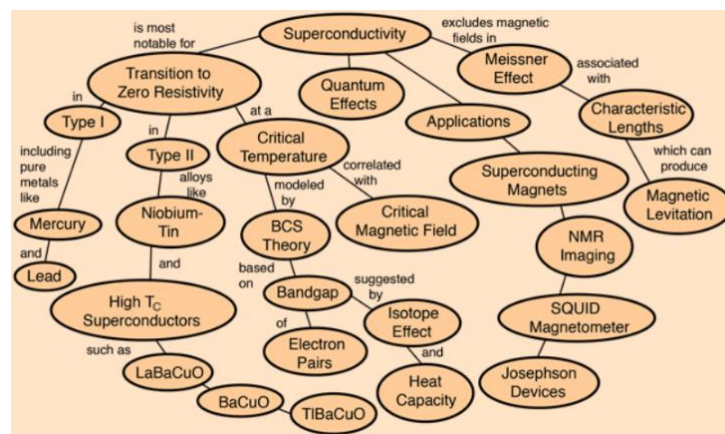 Superconductivity
is most
notable for
excludes magnetic
fields in
Transition to
Zero Resistivity
Quantum
Effects
Meissner
Effect
associated
with
in
Type I
in
at a
Applications
Characteristic
Lengths
Type II
Critical
Temperature
including
pure
metals
like
alloys
like
modeled
by
correlated
with
Superconducting
Magnets
which can
produce
Magnetic
Levitation
Mercury
Niobium-
Tin
BCS
Theory
Critical
Magnetic Field
NMR
Imaging
and
Lead
and
based
on
Bandgap
suggested
by
High TC
Superconductors
of
Electron
Pairs
Isotope
Effect
SQUID
Magnetometer
such as
and
LaBaCuO
Heat
Capacity
Josephson
Devices
BaCuO
TlBaCuO